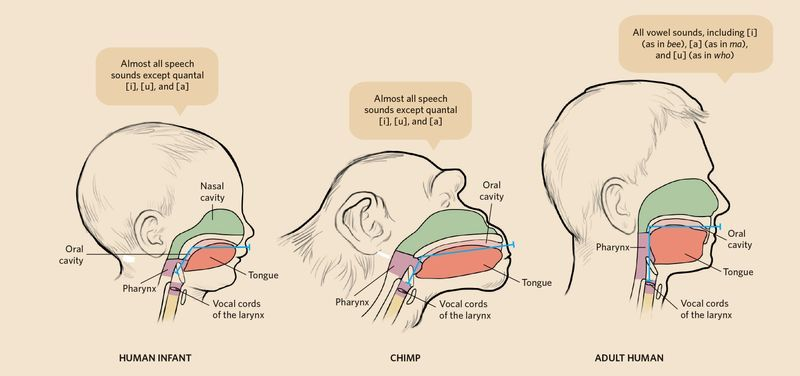 Almost all speech
sounds except quantal
[i], [u], and [a]
Nasal
cavity
Oral
cavity
Pharynx
Tongue
Vocal cords
of the larynx
HUMAN INFANT
Almost all speech
sounds except quantal
[i], [u], and [a]
Oral
cavity
Pharynx
Tongue
Vocal cords
of the larynx
CHIMP
All vowel sounds, including [i]
(as in bee), [a] (as in ma),
and [u] (as in who)
Pharynx
Oral
cavity
Tongue
Vocal cords
of the larynx
ADULT HUMAN